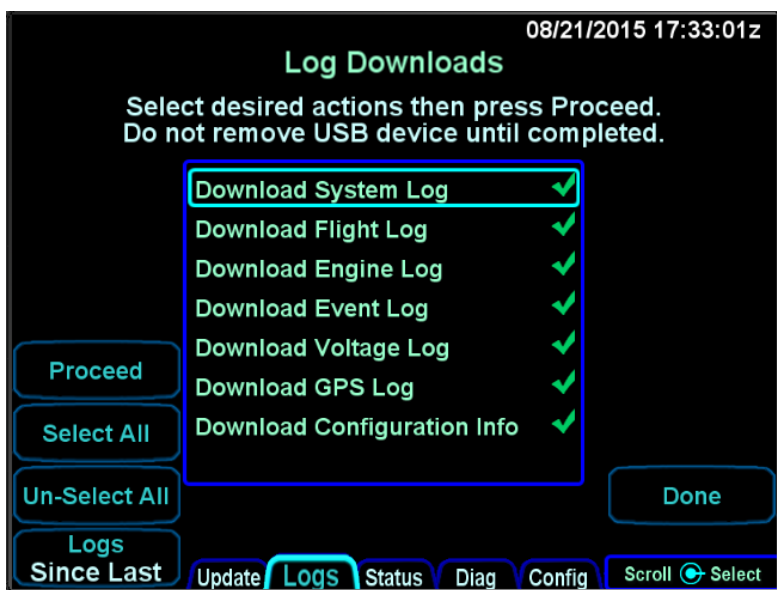 08/21/2015 17:33:01z
Log Downloads
Select desired actions then press Proceed.
Do not remove USB device until completed.
Download System Log
Download Flight Log
Download Engine Log
Download Event Log
Download Voltage Log
Download GPS Log
Download Configuration Info
Proceed
Select All
Un-Select All
Done
Logs
Since Last
Update Logs Status Diag Config Scroll Select